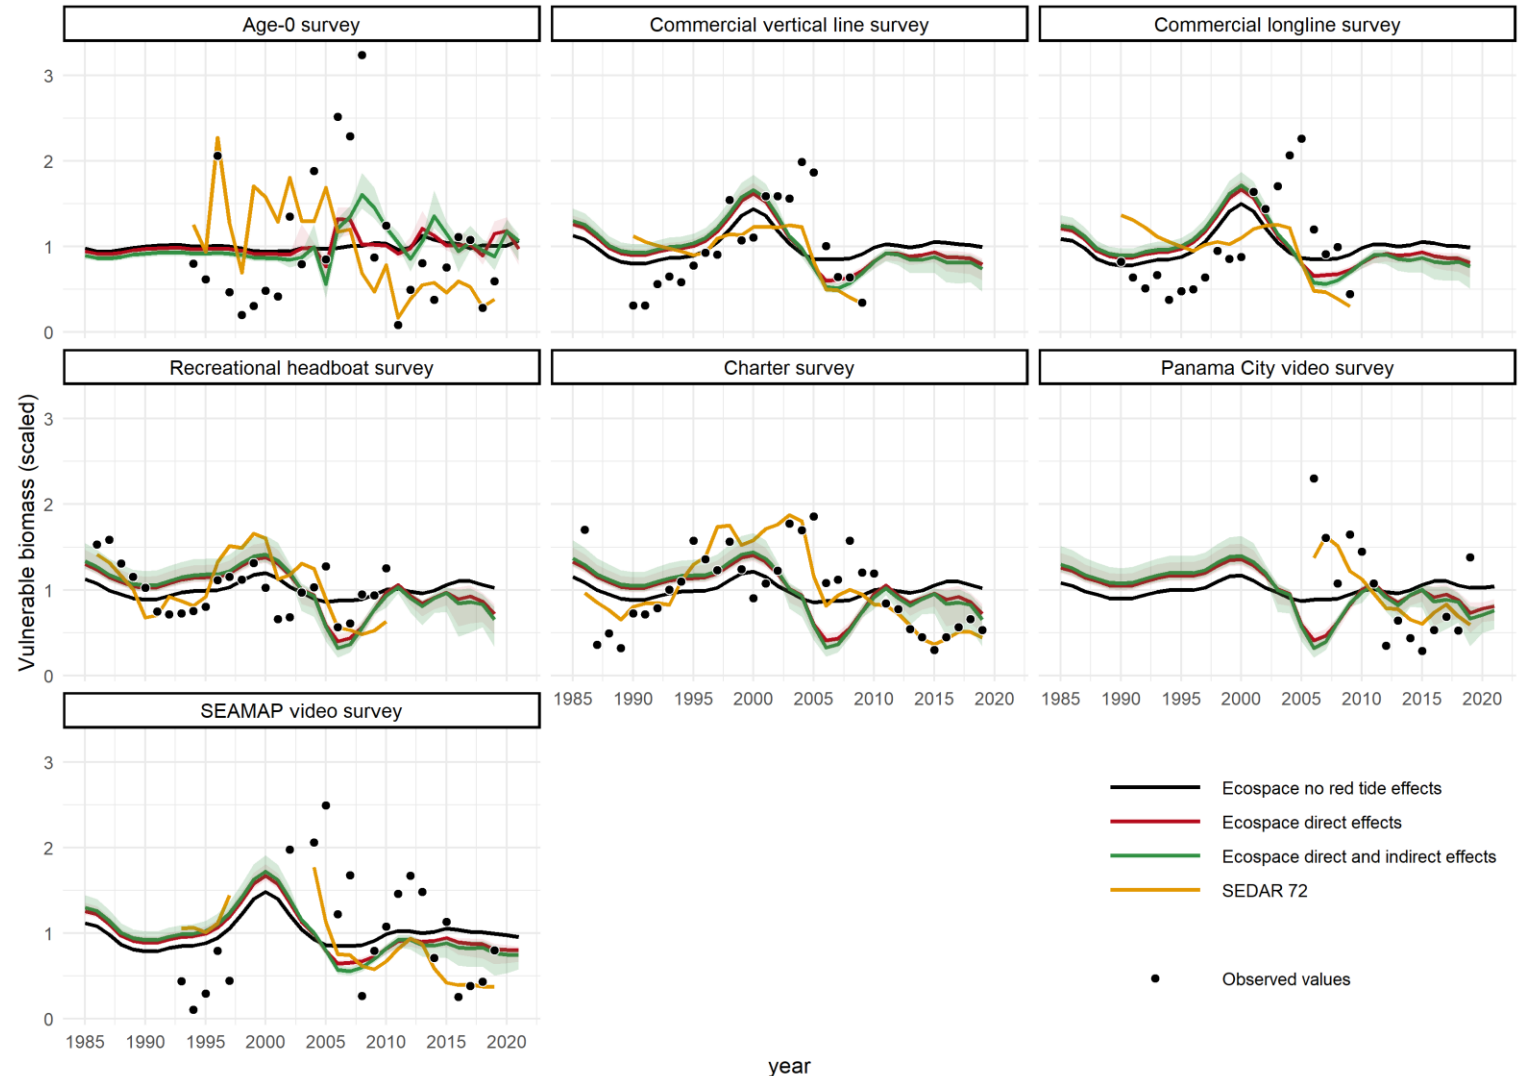 Age-0 survey
Commercial vertical line survey
Commercial longline survey
3
2
1
0
Recreational headboat survey
Charter survey
Panama City video survey
Vulnerable biomass (scaled)
3
2
1
0
1985 1990 1995 2000 2005 2010 2015 2020
1985 1990 1995 2000 2005 2010 2015 2020
SEAMAP video survey
3
2
1
0
1985 1990 1995 2000 2005 2010 2015 2020
Ecospace no red tide effects
Ecospace direct effects
Ecospace direct and indirect effects
SEDAR 72
Observed values
year